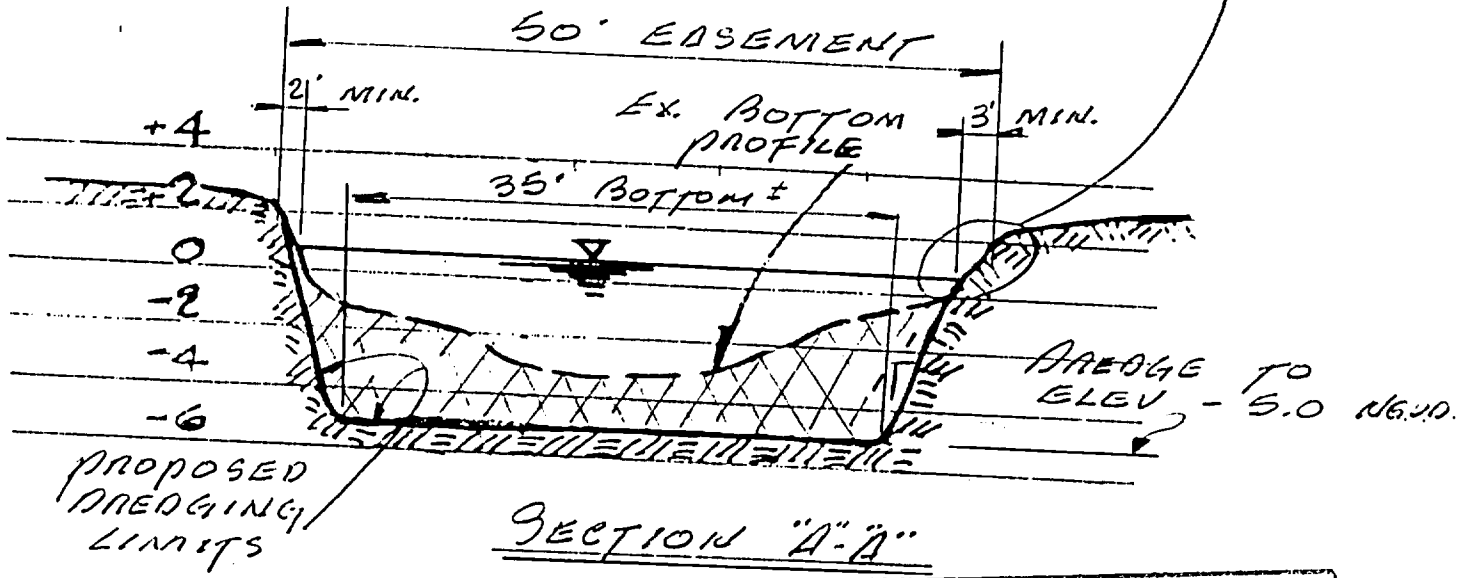 50' EASEMENT
2' MIN.
EX. BOTTOM
PROFILE
3' MIN.
+4
35' BOTTOM ±
+2
0
-2
-4
-6
DREDGE TO
ELEV - 5.0 NGVD.
PROPOSED
DREDGING
LIMITS
SECTION "A"-"A"